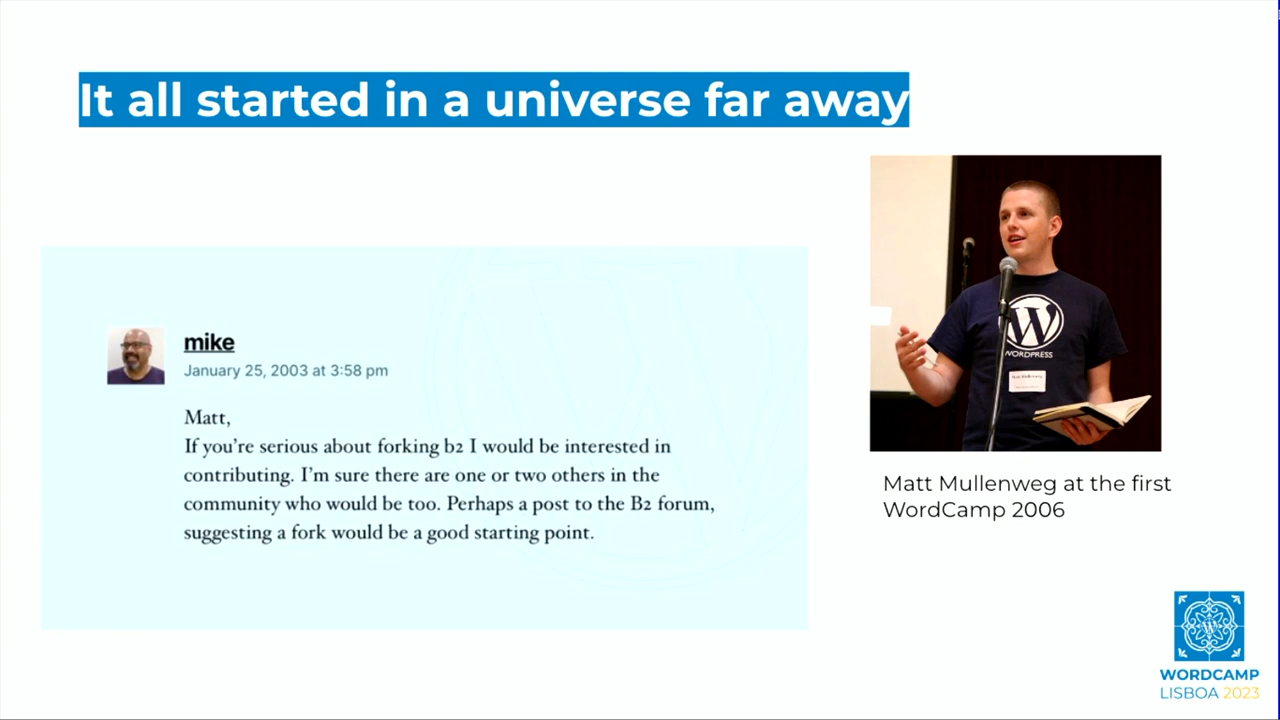 It all started in a universe far away
mike
January 25, 2003 at 3:58 pm
Matt,
If you’re serious about forking b2 I would be interested in
contributing. I’m sure there are one or two others in the
community who would be too. Perhaps a post to the B2 forum,
suggesting a fork would be a good starting point.
W
WORDPRESS
Matt Mullenweg
Matt Mullenweg at the first
WordCamp 2006
W
WORDCAMP
LISBOA 2023